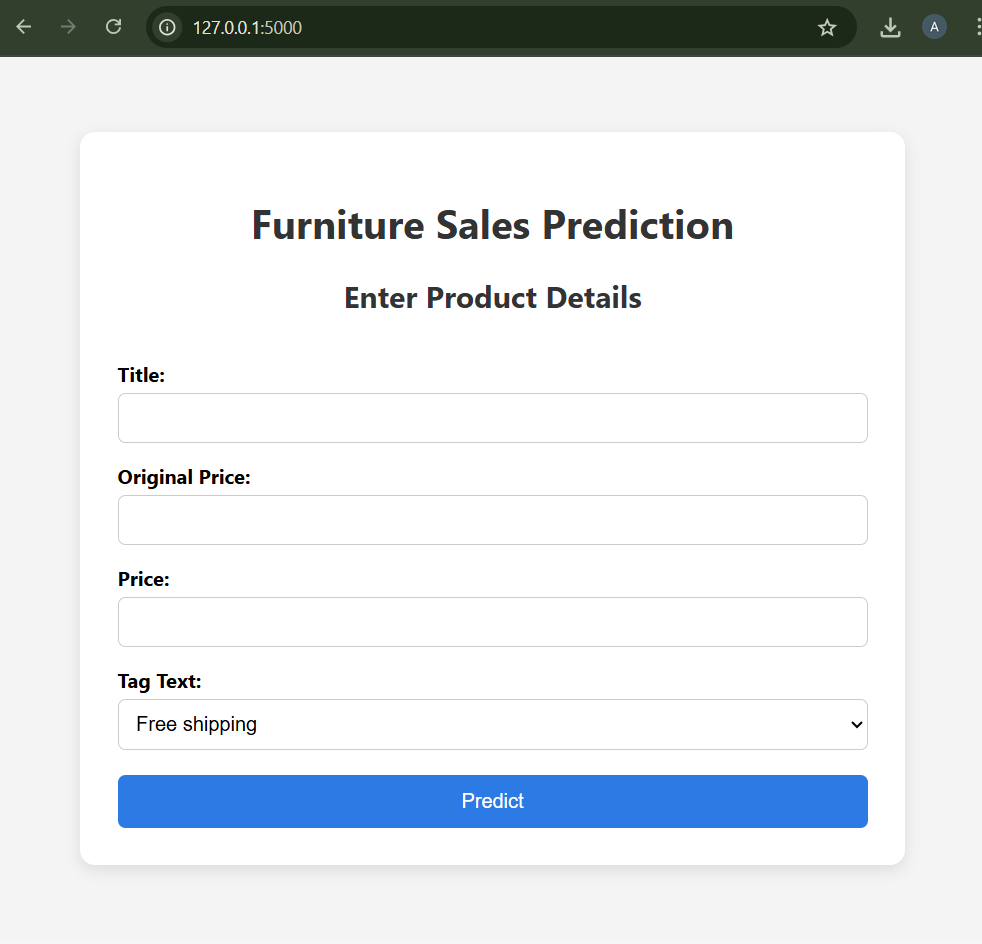 127.0.0.1:5000
A
Furniture Sales Prediction
Enter Product Details
Title:
Original Price:
Price:
Tag Text:
Free shipping
Predict